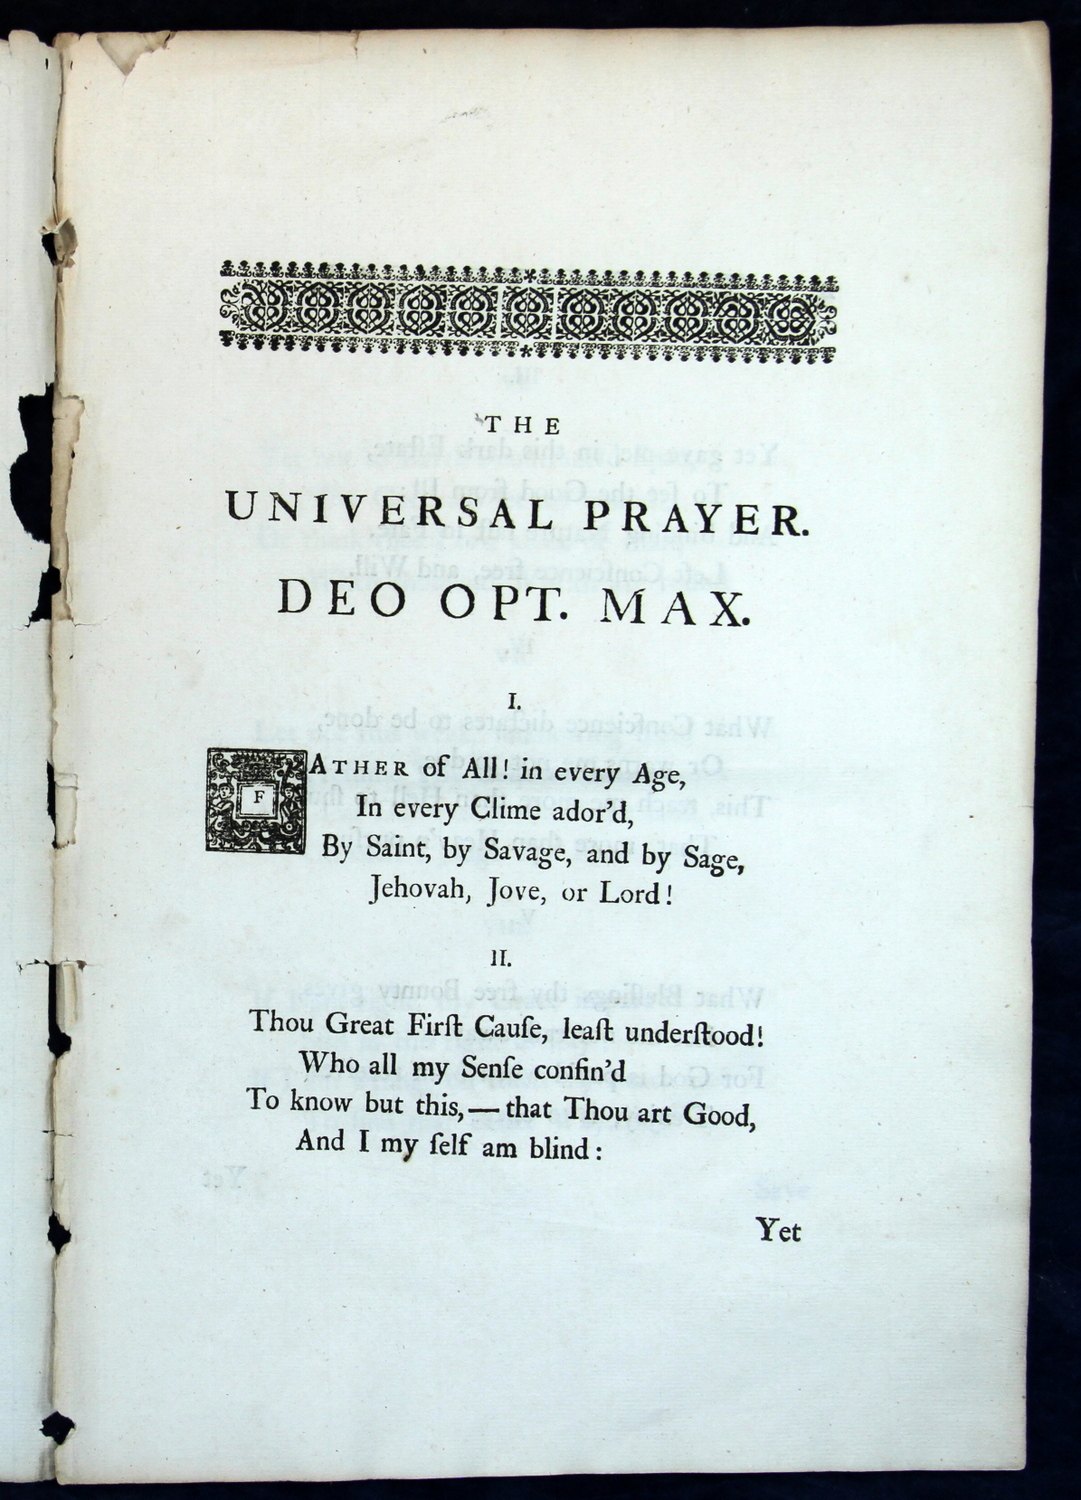 THE
UNIVERSAL PRAYER.
DEO OPT. MAX.
I.
FATHER of All! in every Age,
In every Clime ador'd,
By Saint, by Savage, and by Sage,
Jehovah, Jove, or Lord!
II.
Thou Great Firſt Cauſe, leaſt underſtood!
Who all my Senſe confin'd
To know but this,—that Thou art Good,
And I my ſelf am blind:
Yet